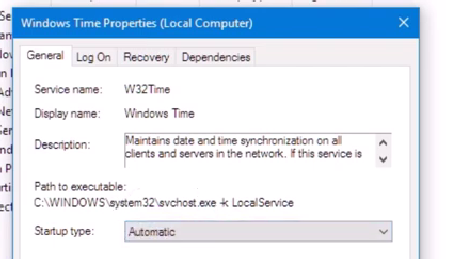 Windows Time Properties (Local Computer)
General Log On Recovery Dependencies
Service name: W32Time
Display name: Windows Time
Description: Maintains date and time synchronization on all
clients and servers in the network. If this service is
Path to executable:
C:\WINDOWS\system32\svchost.exe -k LocalService
Startup type: Automatic